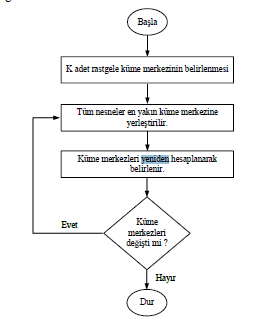 Başla
K adet rastgele küme merkezinin belirlenmesi
Tüm nesneler en yakın küme merkezine
yerleştirilir.
Küme merkezleri yeniden hesaplanarak
belirlenir.
Küme
merkezleri
değişti mi ?
Evet
Hayır
Dur